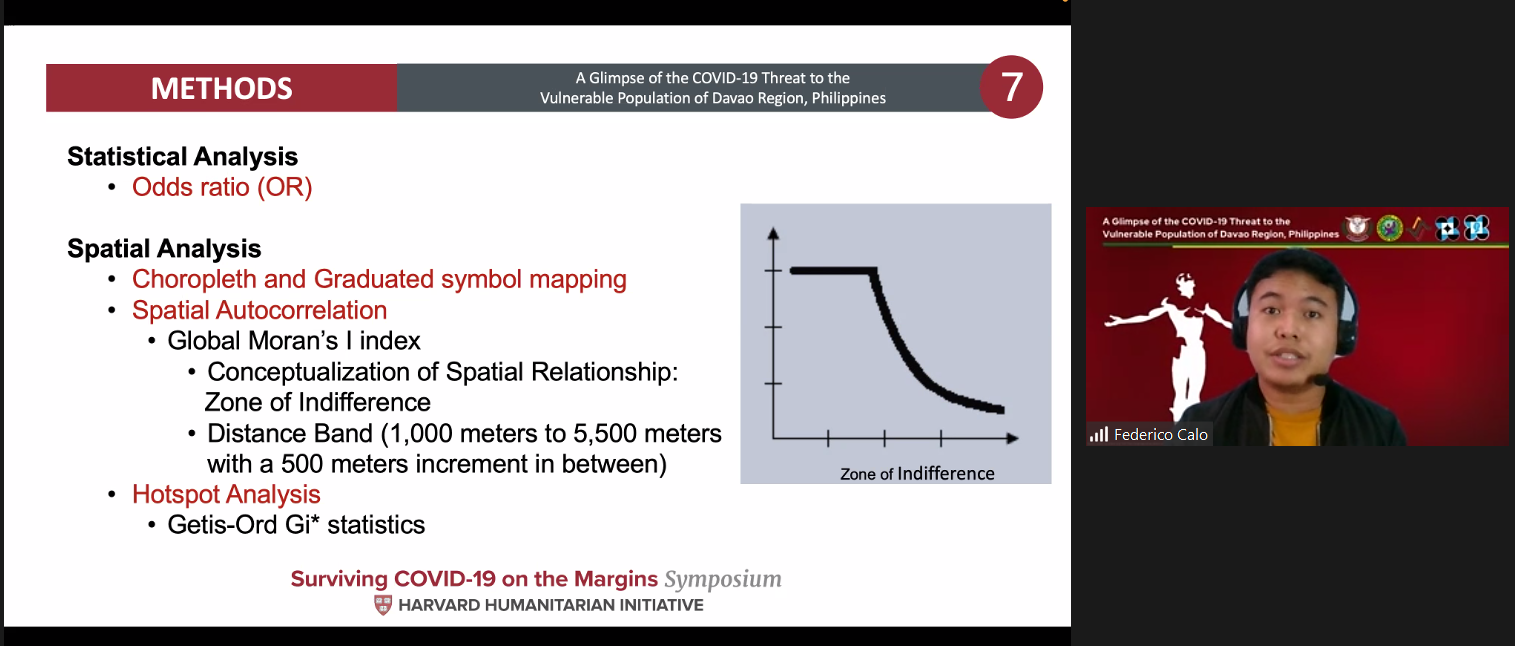 METHODS
A Glimpse of the COVID-19 Threat to the
Vulnerable Population of Davao Region, Philippines
7
Statistical Analysis
• Odds ratio (OR)
Spatial Analysis
• Choropleth and Graduated symbol mapping
• Spatial Autocorrelation
• Global Moran's I index
• Conceptualization of Spatial Relationship:
Zone of Indifference
• Distance Band (1,000 meters to 5,500 meters
with a 500 meters increment in between)
• Hotspot Analysis
• Getis-Ord Gi* statistics
Zone of Indifference
Surviving COVID-19 on the Margins Symposium
HARVARD HUMANITARIAN INITIATIVE
A Glimpse of the COVID-19 Threat to the
Vulnerable Population of Davao Region, Philippines
Federico Calo